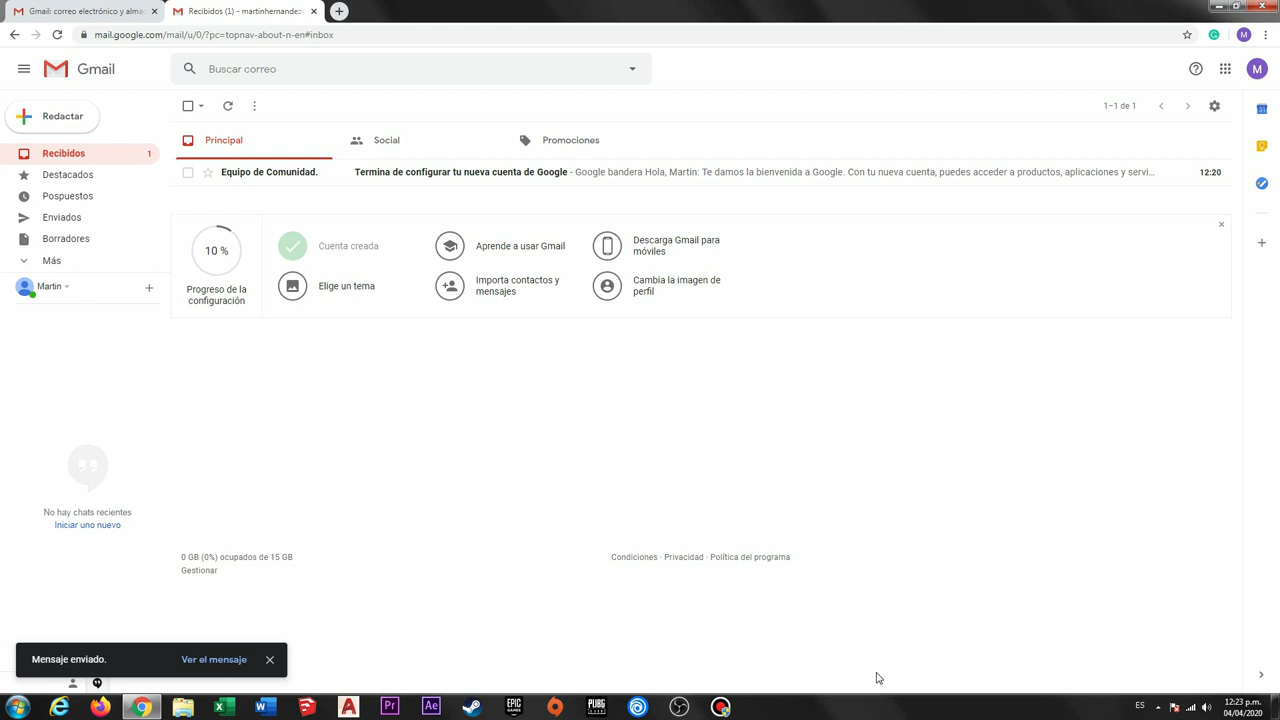 Gmail: correo electrónico y alma
Recibidos (1) - martinhernandez
mail.google.com/mail/u/0/?pc=topnav-about-n-en#inbox
M
Gmail
Buscar correo
M
Redactar
1–1 de 1
31
Principal
Social
Promociones
Recibidos 1
Destacados
Pospuestos
Enviados
Borradores
Más
Martin
Equipo de Comunidad. Termina de configurar tu nueva cuenta de Google - Google bandera Hola, Martin: Te damos la bienvenida a Google. Con tu nueva cuenta, puedes acceder a productos, aplicaciones y servi... 12:20
10 %
Progreso de la
configuración
Cuenta creada
Aprende a usar Gmail
Descarga Gmail para
móviles
Elige un tema
Importa contactos y
mensajes
Cambia la imagen de
perfil
No hay chats recientes
Iniciar uno nuevo
0 GB (0%) ocupados de 15 GB
Gestionar
Condiciones · Privacidad · Política del programa
Mensaje enviado. Ver el mensaje
Pr
Ae
EPIC
GAMES
PUBG
ES
12:23 p.m.
04/04/2020